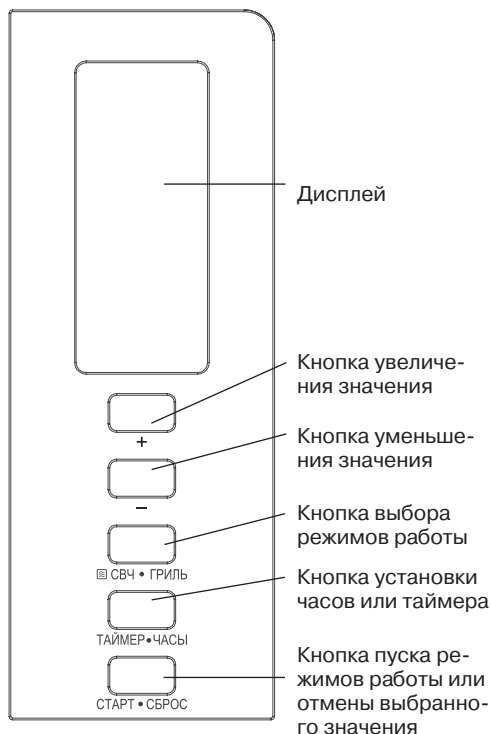 Дисплей
Кнопка увеличе-
ния значения
+
Кнопка уменьше-
ния значения
–
Кнопка выбора
режимов работы
СВЧ • ГРИЛЬ
Кнопка установки
часов или таймера
ТАЙМЕР•ЧАСЫ
Кнопка пуска ре-
жимов работы или
отмены выбранно-
го значения
СТАРТ • СБРОС